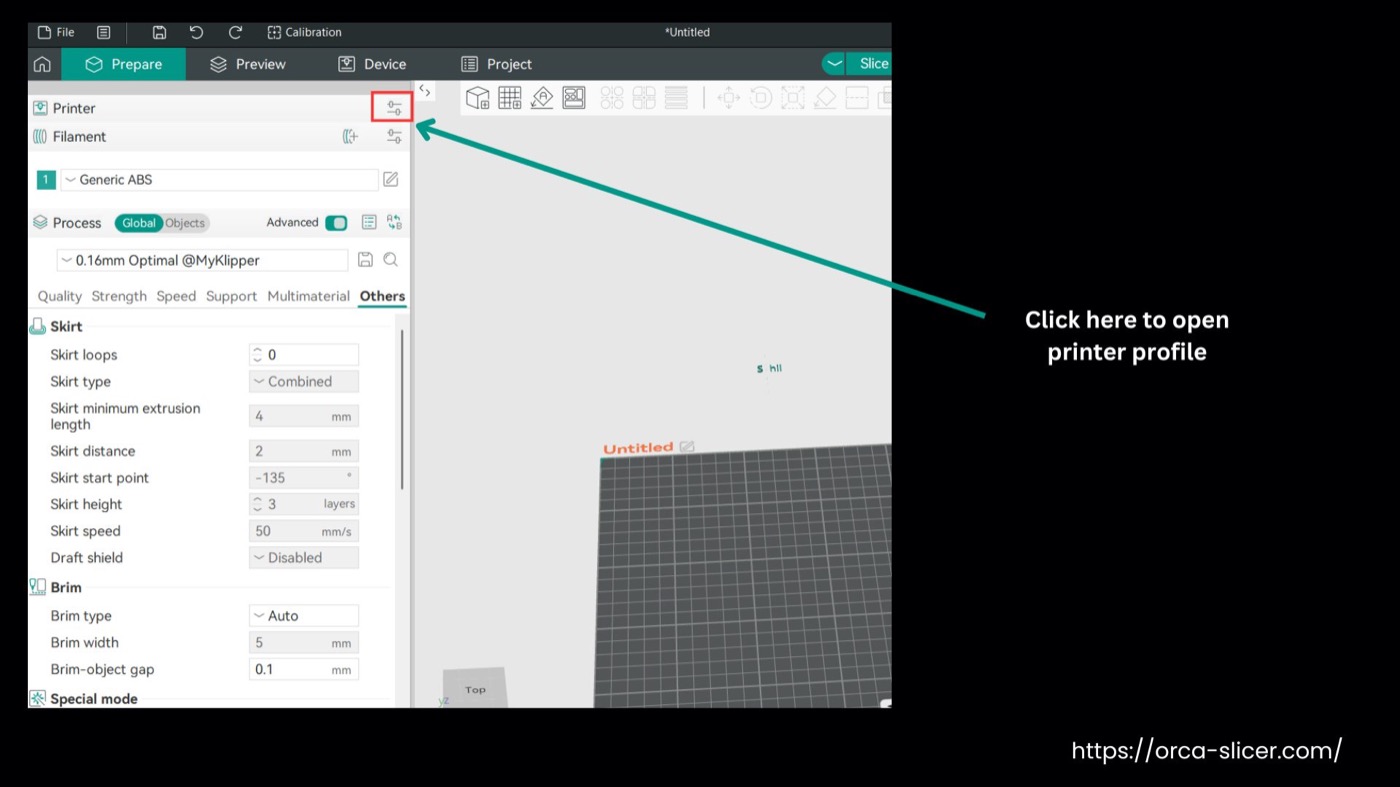 File
Calibration
*Untitled
Prepare
Preview
Device
Project
Slice
Printer
Filament
1
Generic ABS
Process Global Objects Advanced
0.16mm Optimal @MyKlipper
Quality Strength Speed Support Multimaterial Others
Skirt
Skirt loops 0
Skirt type Combined
Skirt minimum extrusion
length 4 mm
Skirt distance 2 mm
Skirt start point -135 °
Skirt height 3 layers
Skirt speed 50 mm/s
Draft shield Disabled
Brim
Brim type Auto
Brim width 5 mm
Brim-object gap 0.1 mm
Special mode
Untitled
Top
Click here to open
printer profile
https://orca-slicer.com/